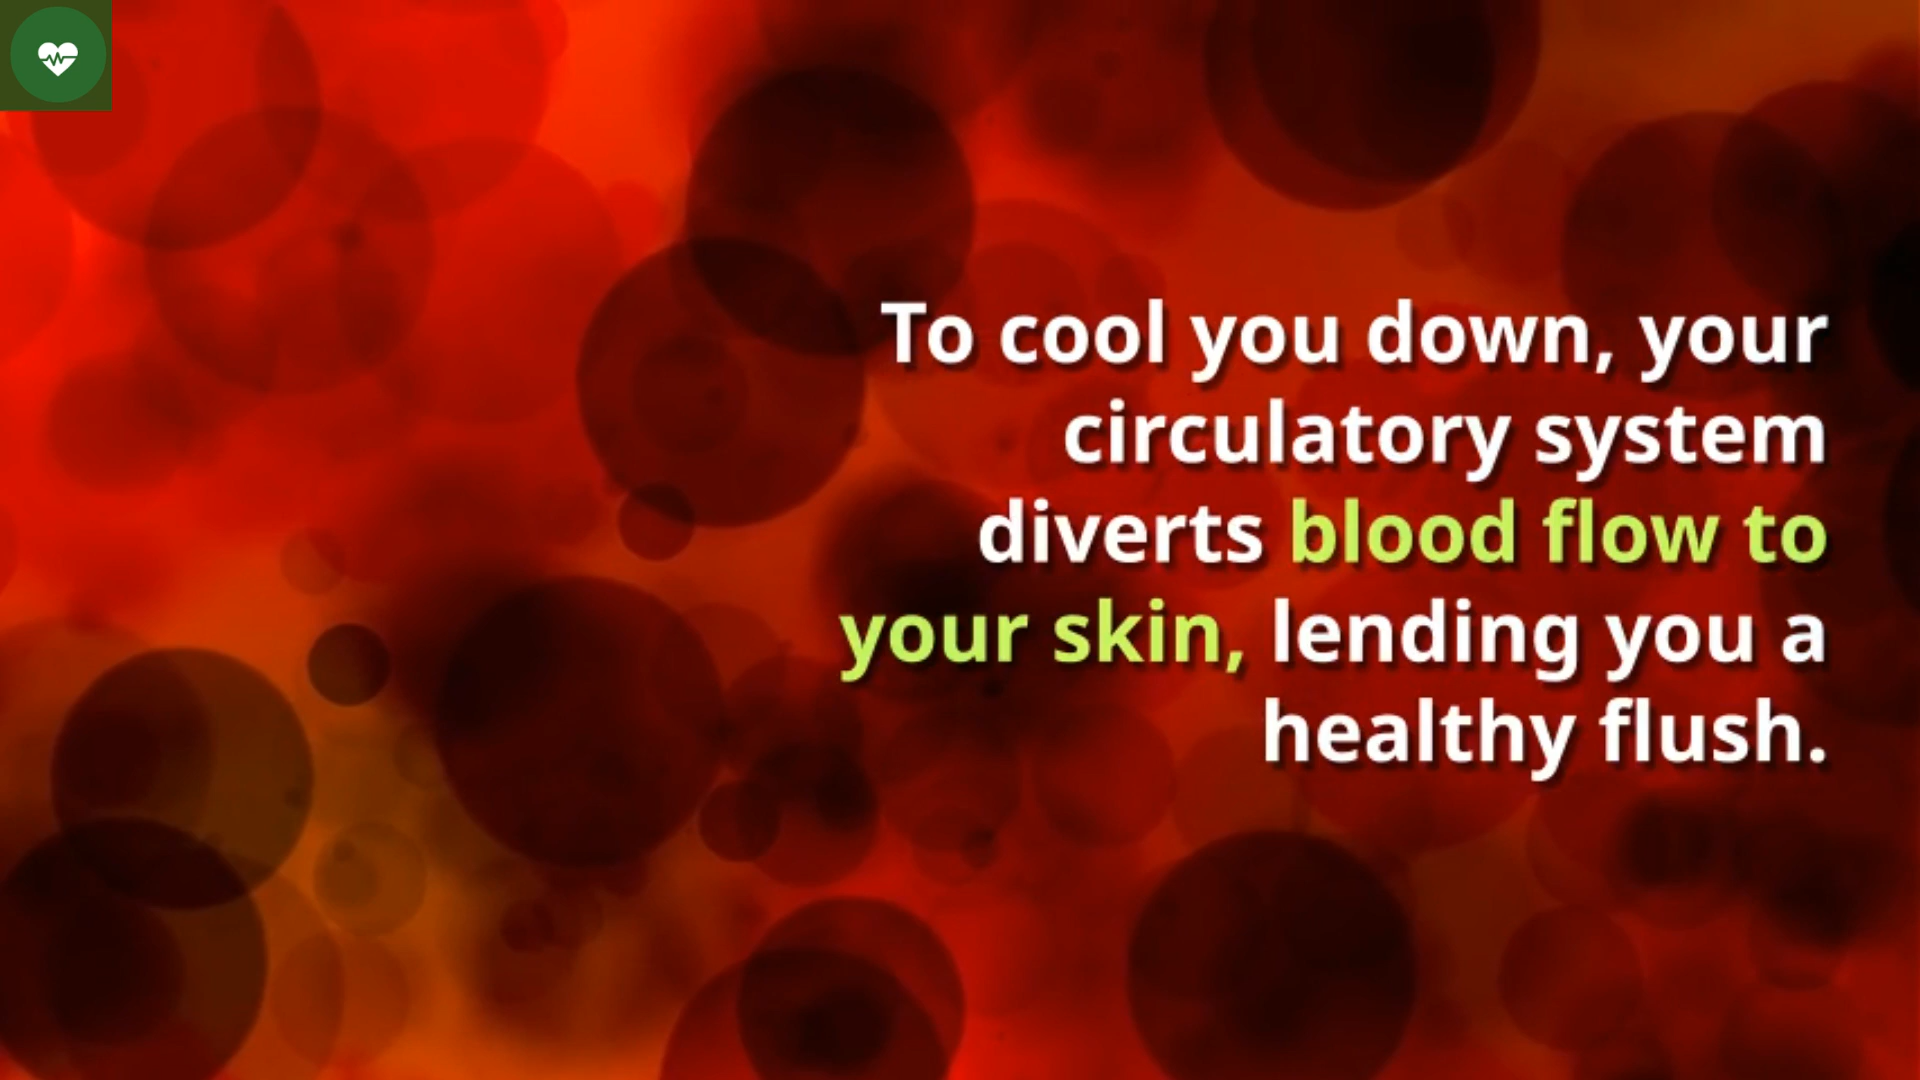 To cool you down, your
circulatory system
diverts blood flow to
your skin, lending you a
healthy flush.